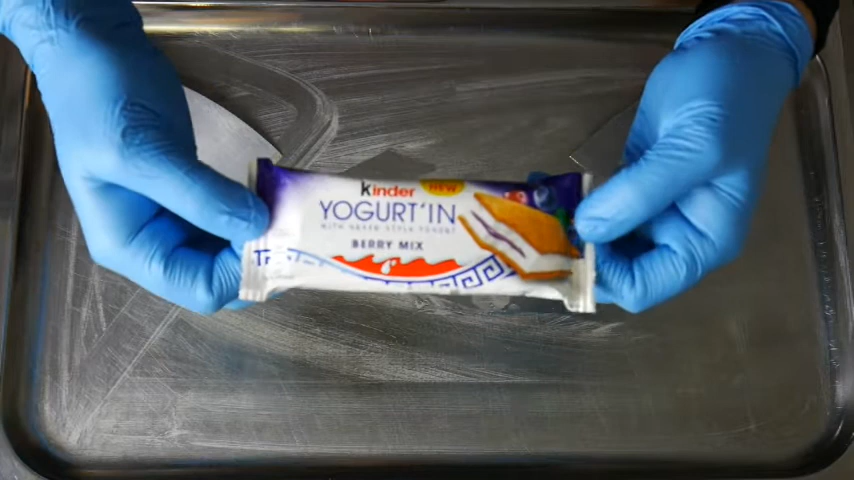 kinder NEW
YOGURT'IN
WITH GREEK STYLE YOGURT
BERRY MIX